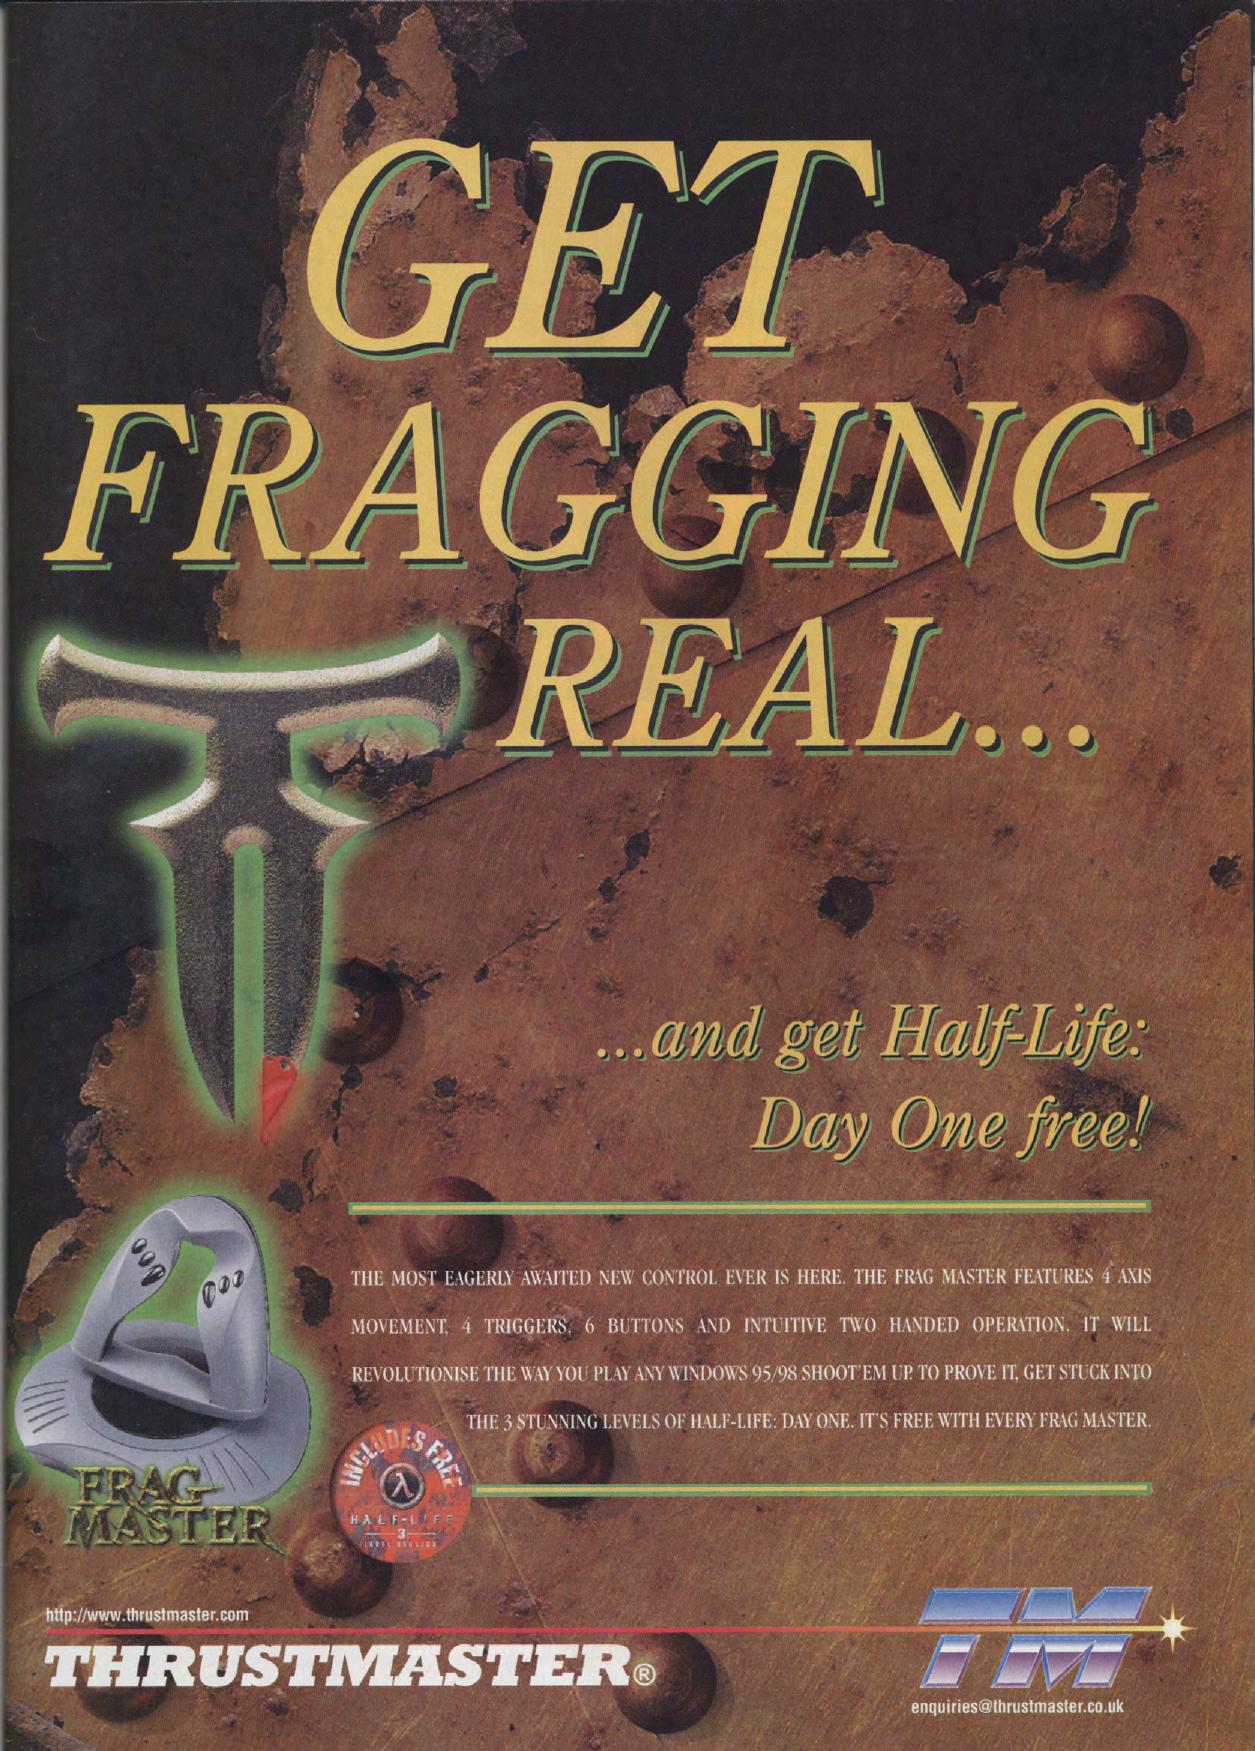 GET
FRAGGING
REAL...
...and get Half-Life:
Day One free!
THE MOST EAGERLY AWAITED NEW CONTROL EVER IS HERE. THE FRAG MASTER FEATURES 4 AXIS
MOVEMENT, 4 TRIGGERS, 6 BUTTONS AND INTUITIVE TWO HANDED OPERATION. IT WILL
REVOLUTIONISE THE WAY YOU PLAY ANY WINDOWS 95/98 SHOOT'EM UP. TO PROVE IT, GET STUCK INTO
THE 3 STUNNING LEVELS OF HALF-LIFE: DAY ONE. IT'S FREE WITH EVERY FRAG MASTER.
FRAG
MASTER
INCLUDES FREE
λ
HALF-LIFE
3
LEVEL VERSION
http://www.thrustmaster.com
THRUSTMASTER®
TM
enquiries@thrustmaster.co.uk